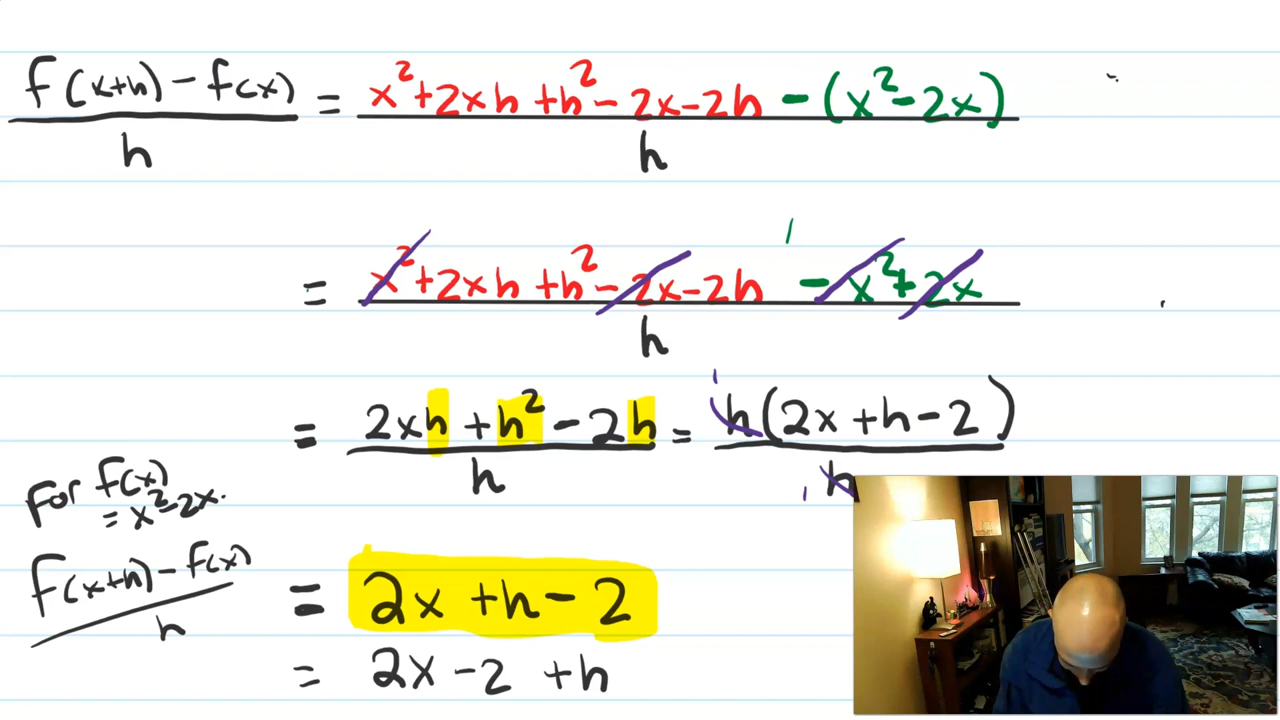 f(x+h) - f(x) / h = x² + 2xh + h² - 2x - 2h - (x² - 2x) / h
= x² + 2xh + h² - 2x - 2h - x² + 2x / h
= 2xh + h² - 2h / h = h(2x + h - 2) / h
For f(x)
= x² - 2x.
f(x+h) - f(x) / h = 2x + h - 2
= 2x - 2 + h